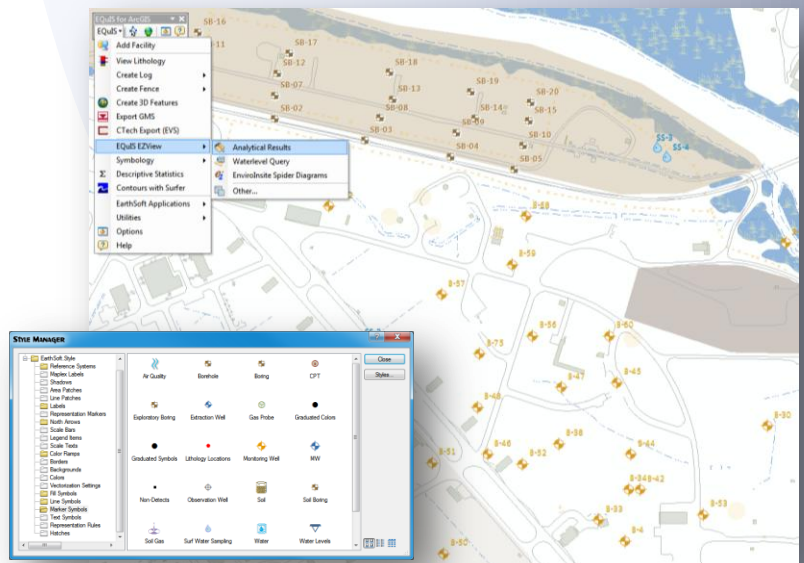 EQuIS for ArcGIS
EQuIS
Add Facility
View Lithology
Create Log
Create Fence
Create 3D Features
Export GMS
CTech Export (EVS)
EQuIS EZView
Symbology
Descriptive Statistics
Contours with Surfer
EarthSoft Applications
Utilities
Options
Help
Analytical Results
Waterlevel Query
EnviroInsite Spider Diagrams
Other...
SB-16
SB-17
SB-12
SB-18
SB-07
SB-13
SB-19
SB-20
SB-02
SB-08
SB-14
SB-15
SB-03
SB-09
SB-10
SB-04
SB-05
SS-3
SS-4
B-58
B-59
B-57
B-56
B-60
B-75
B-47
B-45
B-48
B-30
B-46
B-38
B-44
B-51
B-52
B-34
B-42
B-53
B-33
B-4
B-50
STYLE MANAGER
EarthSoft.Style
Reference Systems
Maplex Labels
Shadows
Area Patches
Line Patches
Labels
Representation Markers
North Arrows
Scale Bars
Legend Items
Scale Texts
Color Ramps
Borders
Backgrounds
Colors
Vectorization Settings
Fill Symbols
Line Symbols
Marker Symbols
Text Symbols
Representation Rules
Hatches
Air Quality
Borehole
Boring
CPT
Exploratory Boring
Extraction Well
Gas Probe
Graduated Colors
Graduated Symbols
Lithology Locations
Monitoring Well
MW
Non-Detects
Observation Well
Soil
Soil Boring
Soil Gas
Surf Water Sampling
Water
Water Levels
Close
Styles...